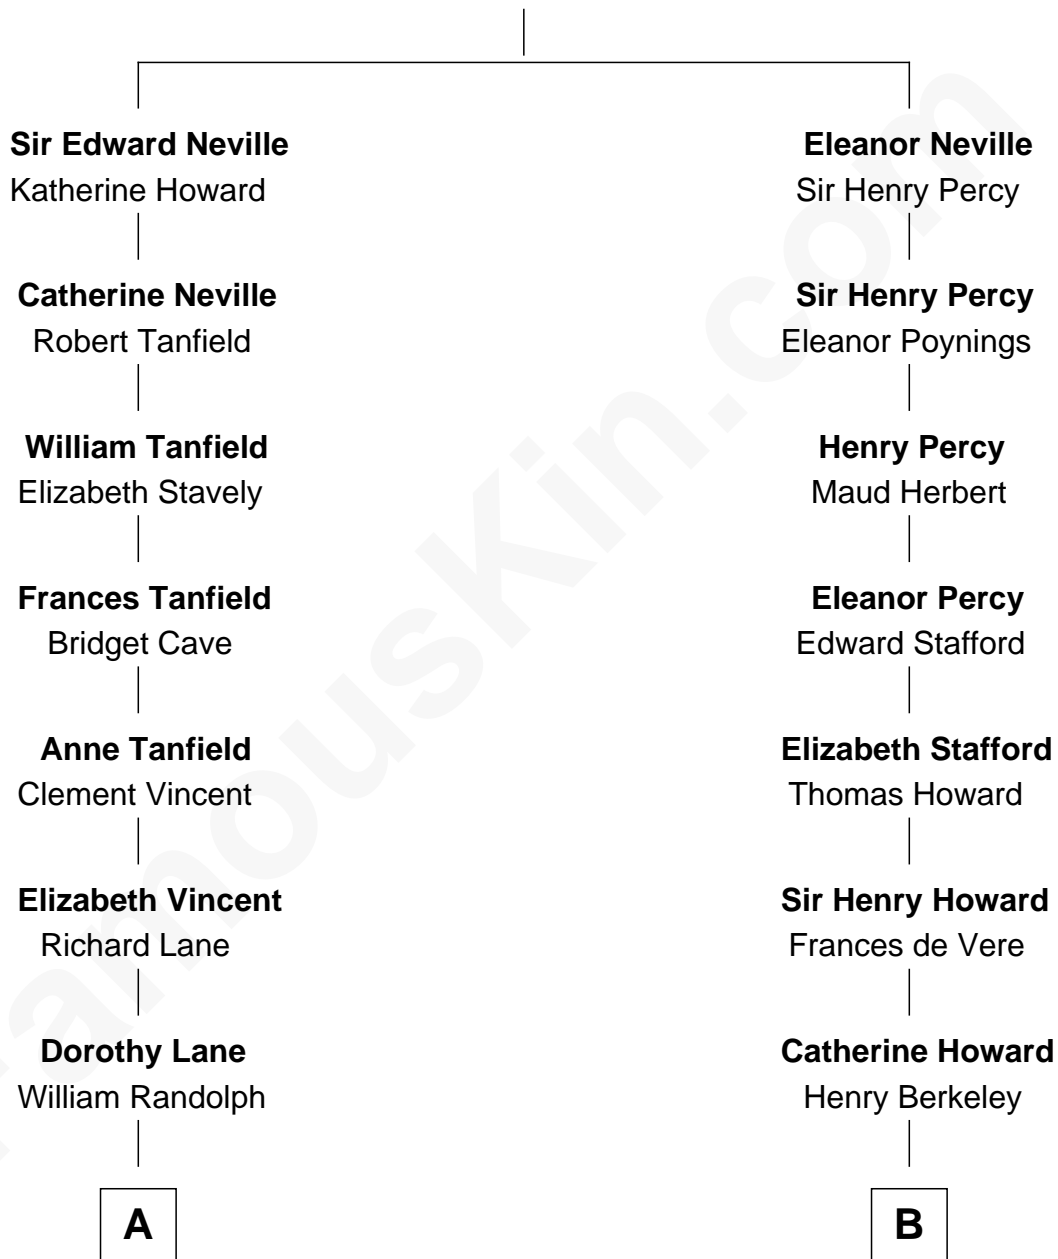 Sir Edward Neville
Katherine Howard
Catherine Neville
Robert Tanfield
William Tanfield
Elizabeth Stavely
Frances Tanfield
Bridget Cave
Anne Tanfield
Clement Vincent
Elizabeth Vincent
Richard Lane
Dorothy Lane
William Randolph
A
Eleanor Neville
Sir Henry Percy
Sir Henry Percy
Eleanor Poynings
Henry Percy
Maud Herbert
Eleanor Percy
Edward Stafford
Elizabeth Stafford
Thomas Howard
Sir Henry Howard
Frances de Vere
Catherine Howard
Henry Berkeley
B
FamousKin.com